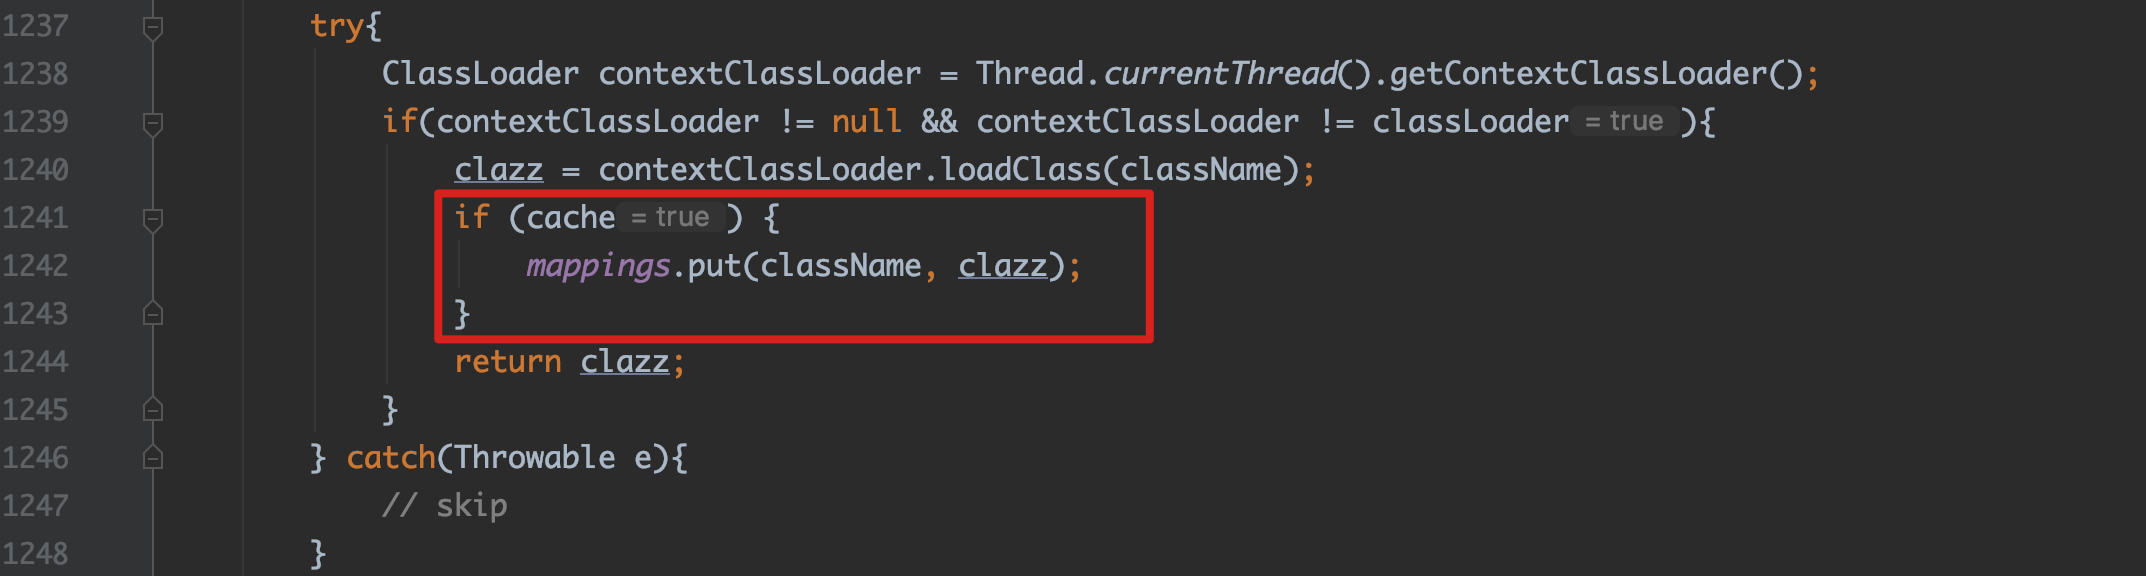 1237 try{
1238 ClassLoader contextClassLoader = Thread.currentThread().getContextClassLoader();
1239 if(contextClassLoader != null && contextClassLoader != classLoader = true ){
1240 clazz = contextClassLoader.loadClass(className);
1241 if (cache = true ) {
1242 mappings.put(className, clazz);
1243 }
1244 return clazz;
1245 }
1246 } catch(Throwable e){
1247 // skip
1248 }